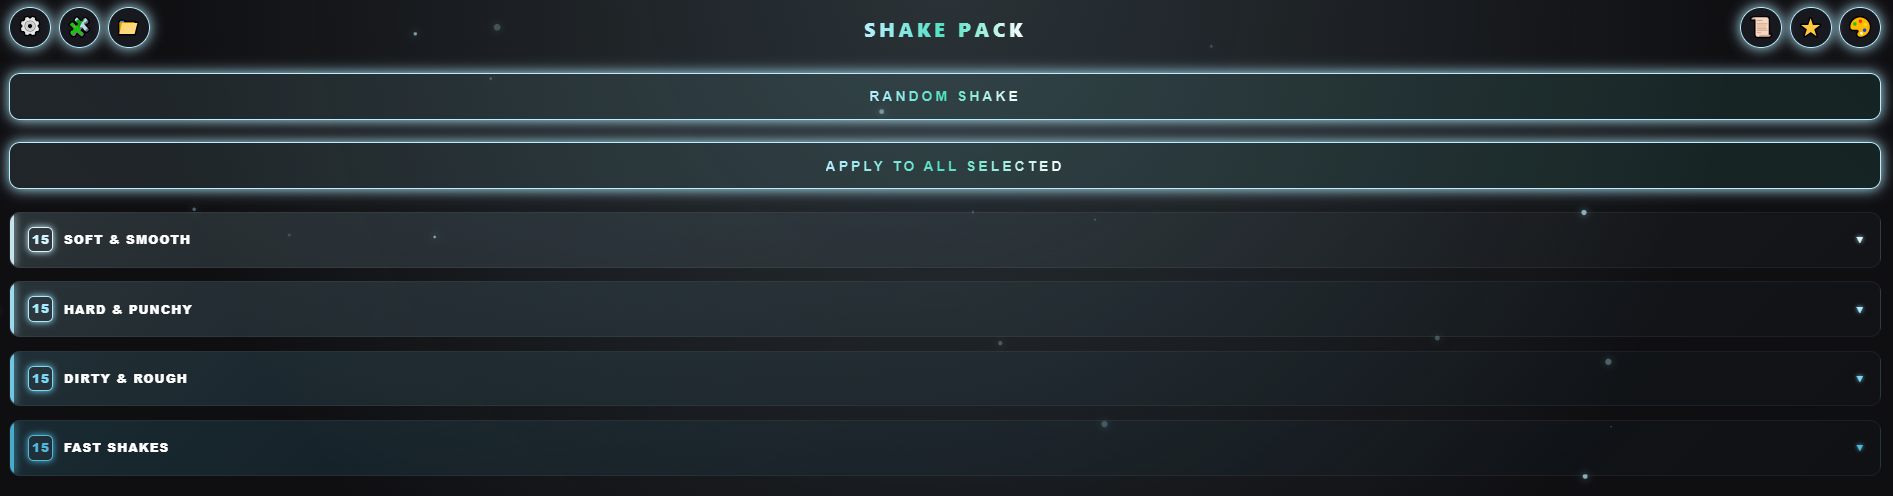 SHAKE PACK
RANDOM SHAKE
APPLY TO ALL SELECTED
15 SOFT & SMOOTH
15 HARD & PUNCHY
15 DIRTY & ROUGH
15 FAST SHAKES